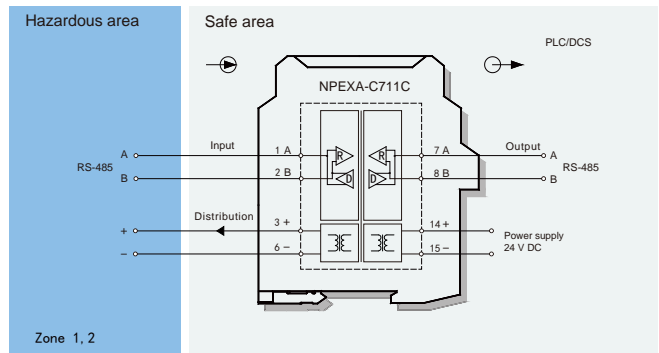 Hazardous area
Safe area
PLC/DCS
NPEXA-C711C
Input
1 A
R
R
7 A
Output
A
A
RS-485
2 B
D
D
8 B
RS-485
B
B
Distribution
3 +
14 +
+
Power supply
24 V DC
6 –
15 –
–
Zone 1, 2